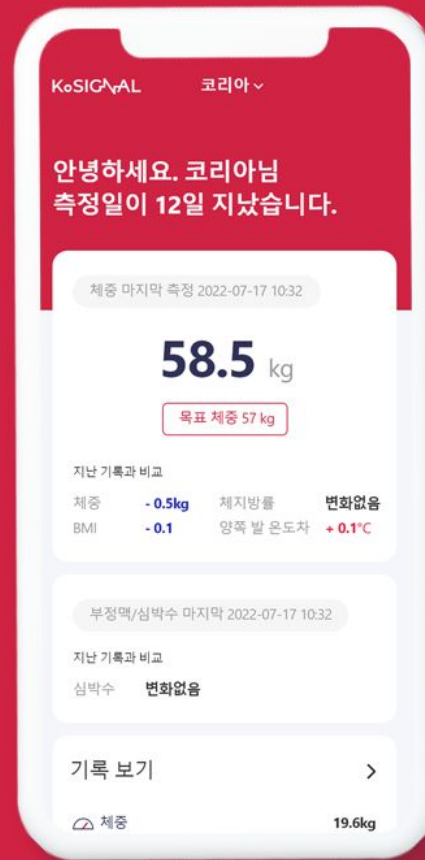 KoSIGNAL 코리아
안녕하세요. 코리아님
측정일이 12일 지났습니다.
체중 마지막 측정 2022-07-17 10:32
58.5 kg
목표 체중 57 kg
지난 기록과 비교
체중 - 0.5kg 체지방률 변화없음
BMI - 0.1 양쪽 발 온도차 + 0.1°C
부정맥/심박수 마지막 2022-07-17 10:32
지난 기록과 비교
심박수 변화없음
기록 보기
체중 19.6kg